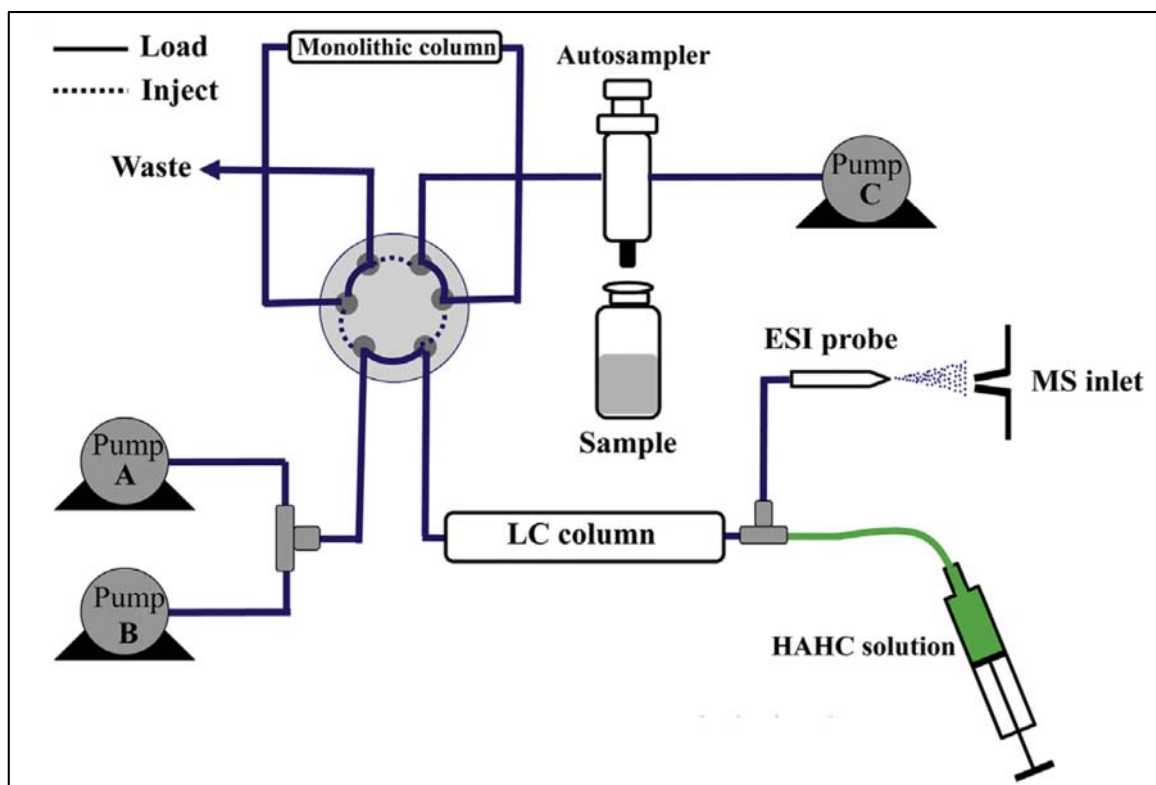 Load
Inject
Monolithic column
Autosampler
Waste
Pump
C
ESI probe
MS inlet
Sample
Pump
A
LC column
Pump
B
HAHC solution